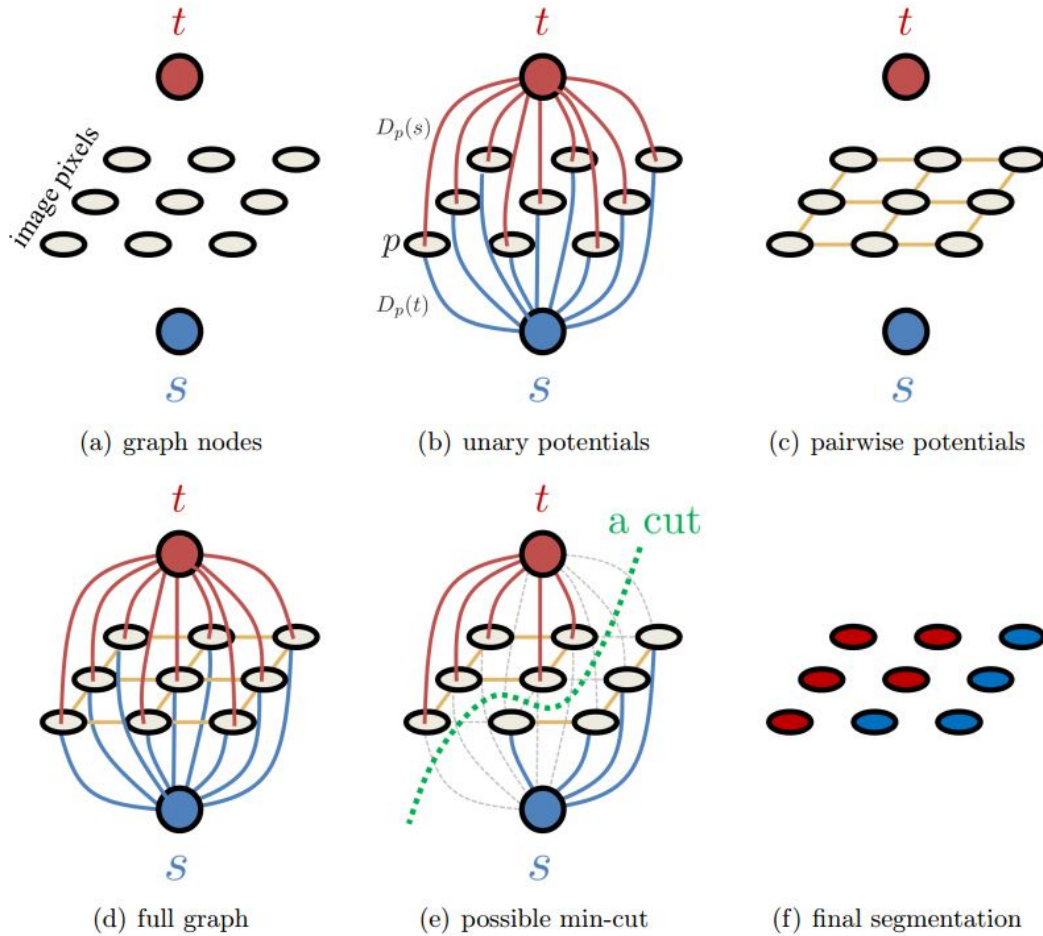 t
image pixels
s
(a) graph nodes
t
D_p(s)
p
D_p(t)
s
(b) unary potentials
t
s
(c) pairwise potentials
t
s
(d) full graph
t
a cut
s
(e) possible min-cut
(f) final segmentation